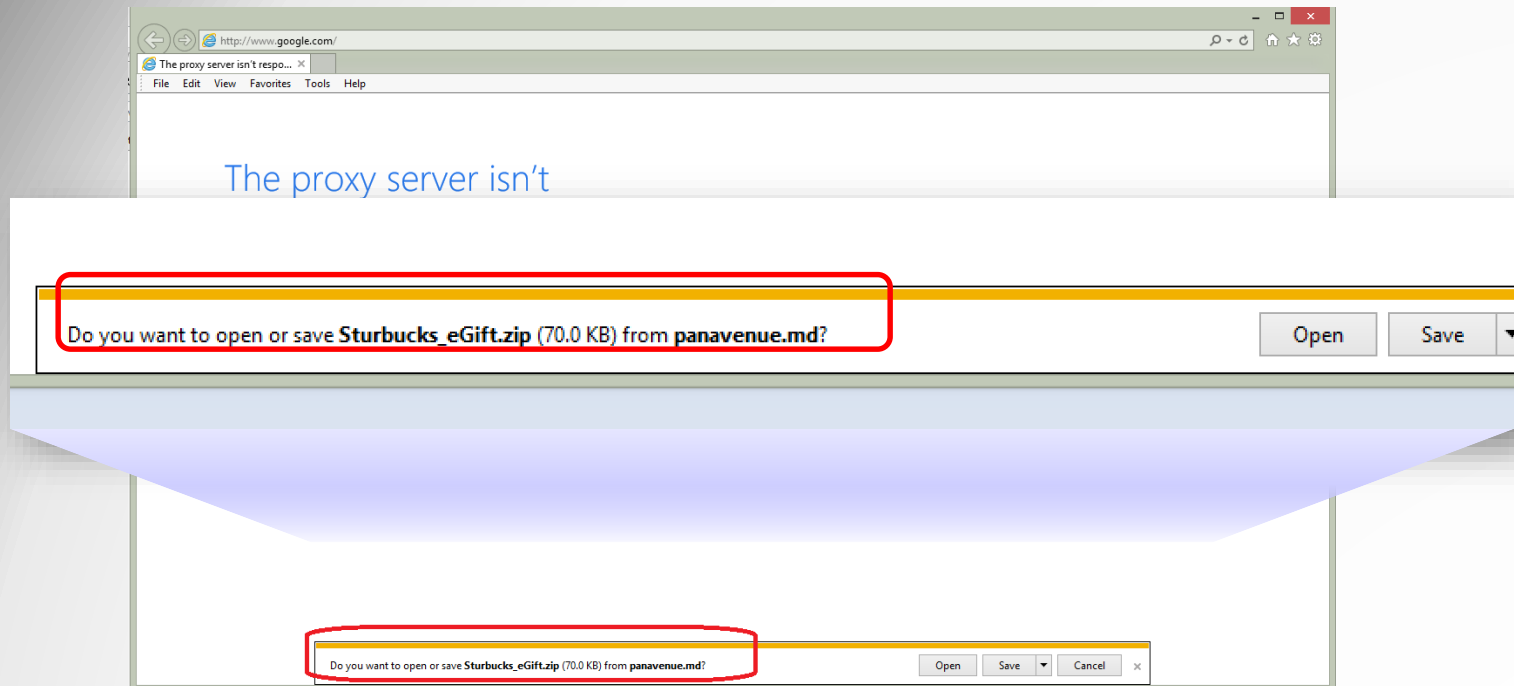 http://www.google.com/
The proxy server isn't respo...
File Edit View Favorites Tools Help
The proxy server isn't
Do you want to open or save Sturbucks_eGift.zip (70.0 KB) from panavenue.md?
Open Save
Do you want to open or save Sturbucks_eGift.zip (70.0 KB) from panavenue.md?
Open Save Cancel